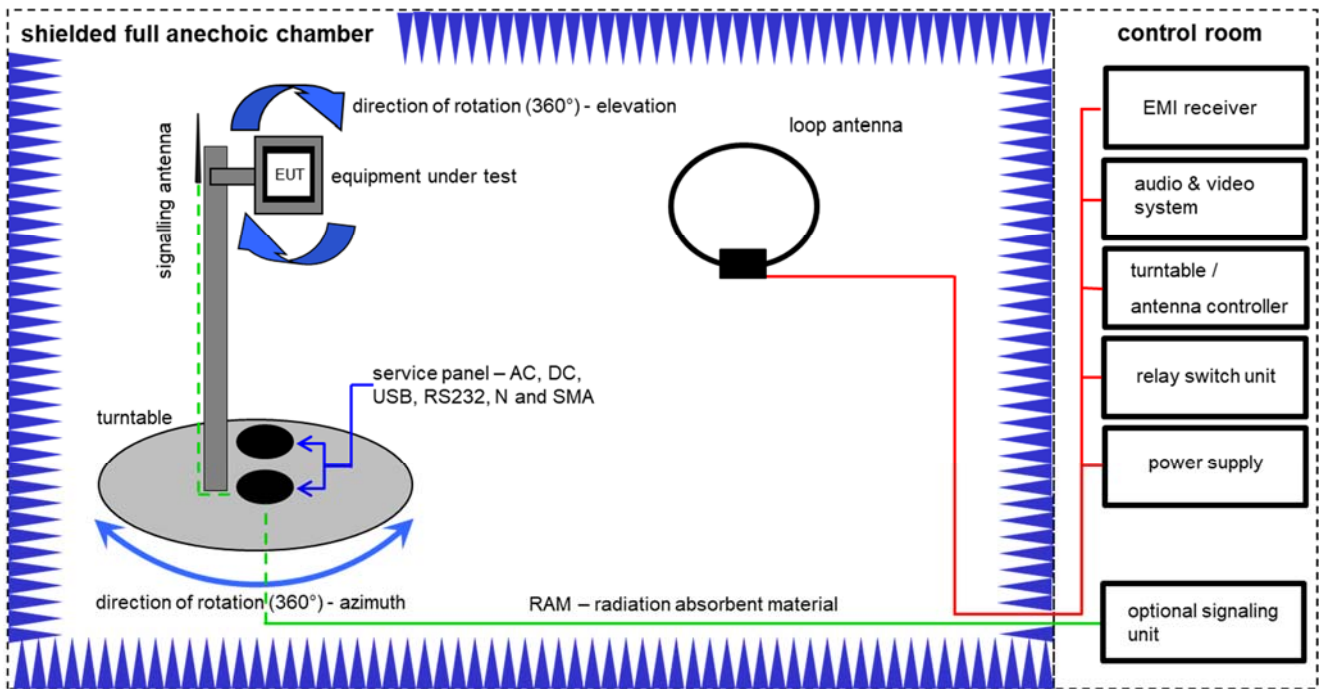 shielded full anechoic chamber
control room
direction of rotation (360°) - elevation
signalling antenna
EUT
equipment under test
loop antenna
EMI receiver
audio & video
system
turntable /
antenna controller
relay switch unit
power supply
service panel – AC, DC,
USB, RS232, N and SMA
turntable
direction of rotation (360°) - azimuth
RAM – radiation absorbent material
optional signaling
unit